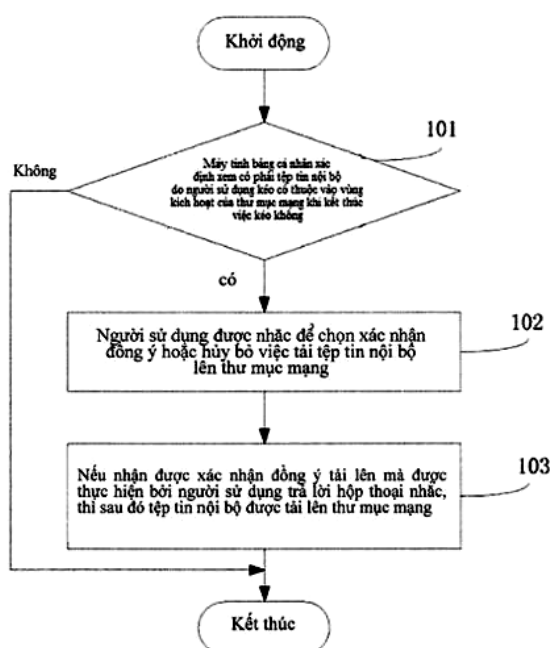 Khởi động
101
Máy tính bảng cá nhân xác
định xem có phải tệp tin nội bộ
do người sử dụng kéo có thuộc vào vùng
kích hoạt của thư mục mạng khi kết thúc
việc kéo không
Không
có
102
Người sử dụng được nhắc để chọn xác nhận
đồng ý hoặc hủy bỏ việc tải tệp tin nội bộ
lên thư mục mạng
103
Nếu nhận được xác nhận đồng ý tải lên mà được
thực hiện bởi người sử dụng trả lời hộp thoại nhắc,
thì sau đó tệp tin nội bộ được tải lên thư mục mạng
Kết thúc